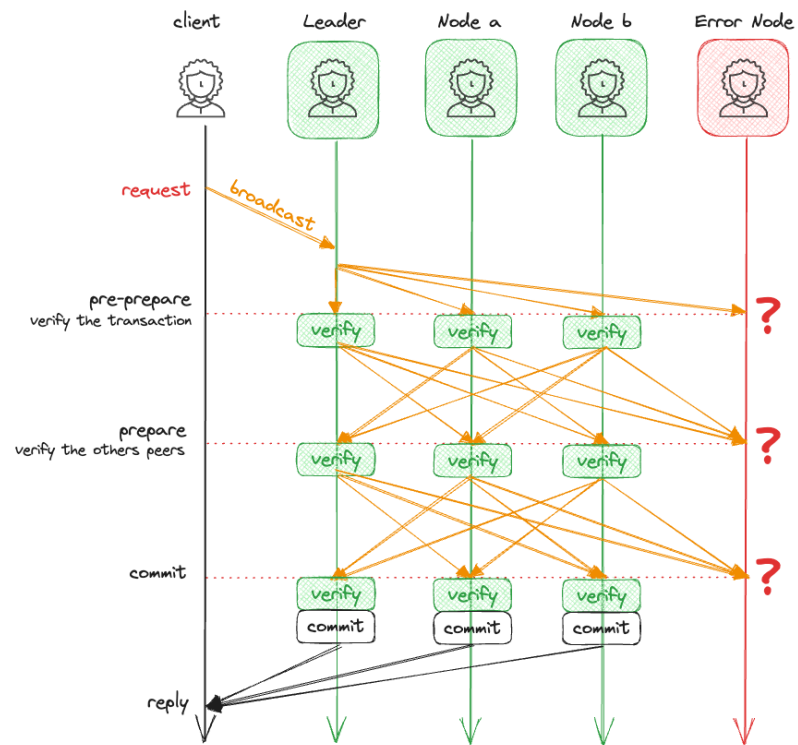 client
Leader
Node a
Node b
Error Node
L
L
L
L
L
request
broadcast
pre-prepare
verify the transaction
?
verify
verify
verify
prepare
verify the others peers
?
verify
verify
verify
commit
?
verify
verify
verify
commit
commit
commit
reply